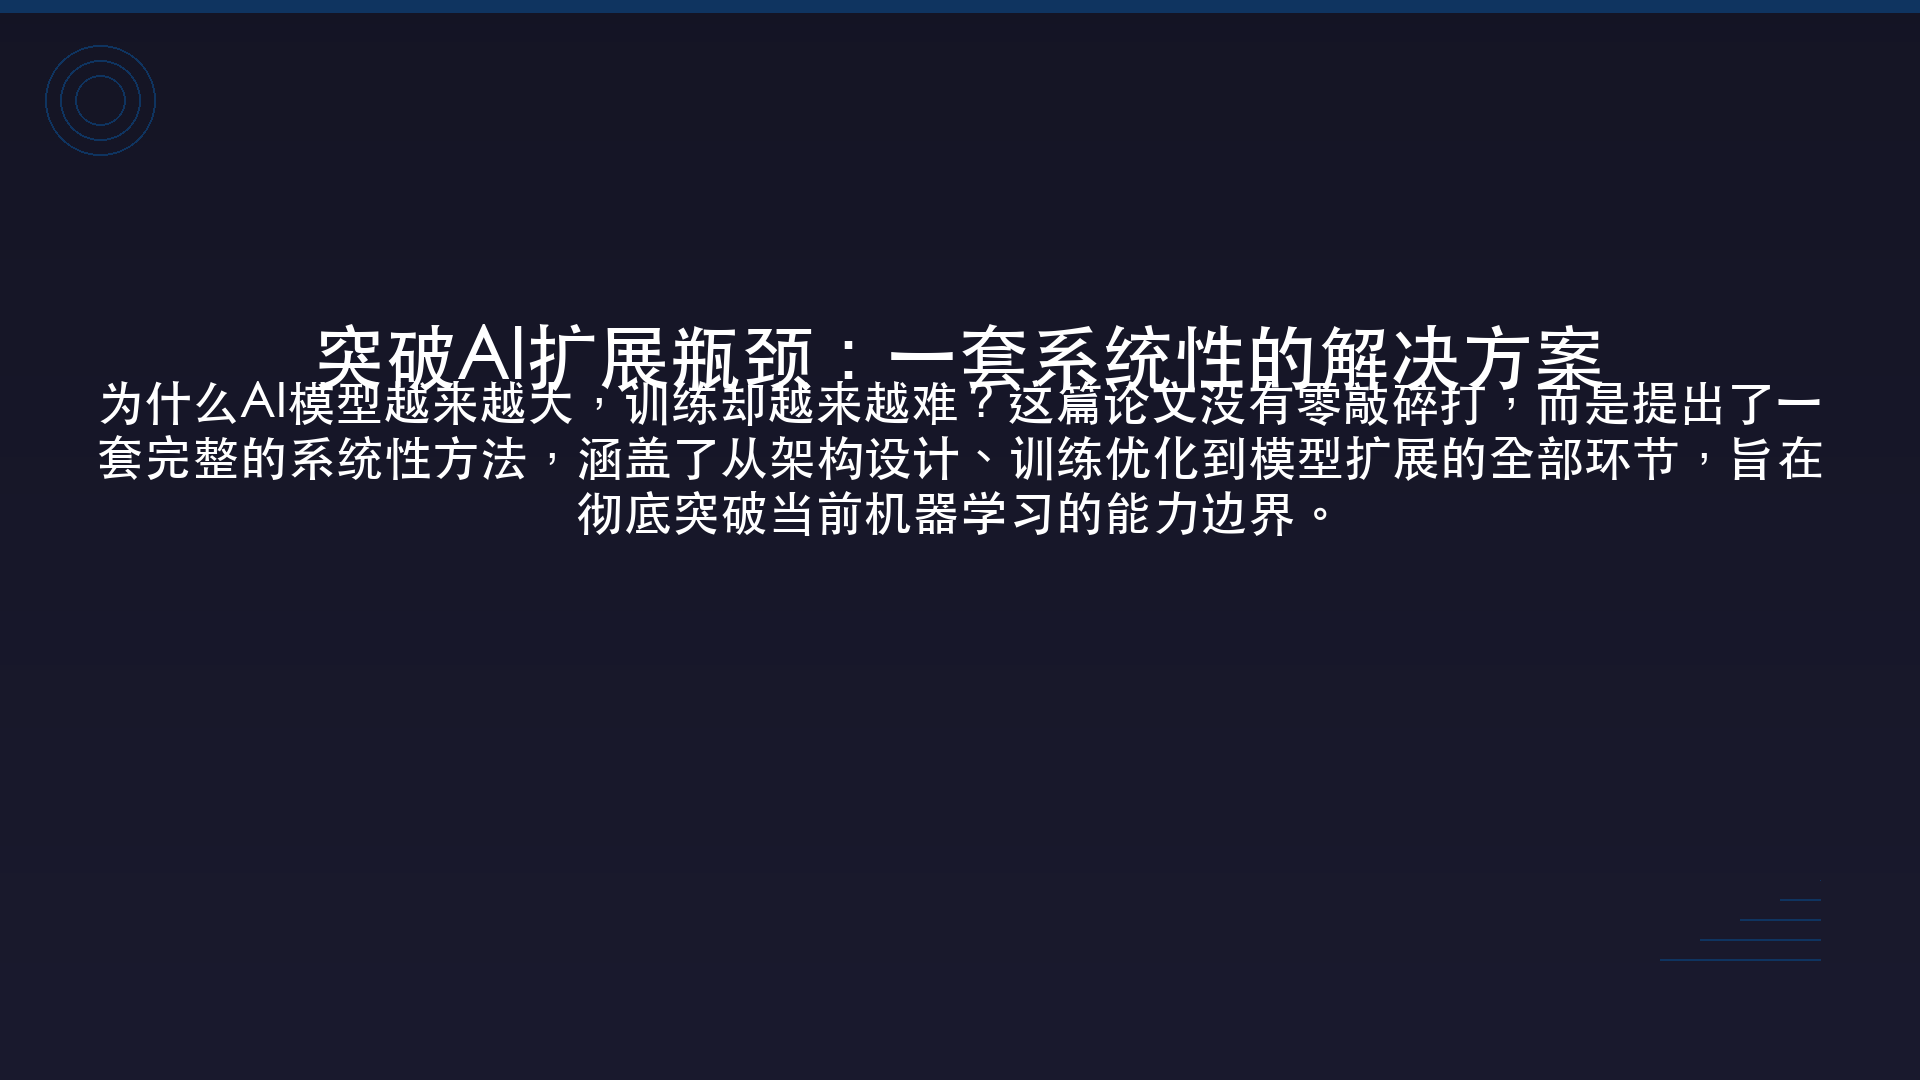 突破AI扩展瓶颈：一套系统性的解决方案
为什么AI模型越来越大，训练却越来越难？这篇论文没有零敲碎打，而是提出了一
套完整的系统性方法，涵盖了从架构设计、训练优化到模型扩展的全部环节，旨在
彻底突破当前机器学习的能力边界。